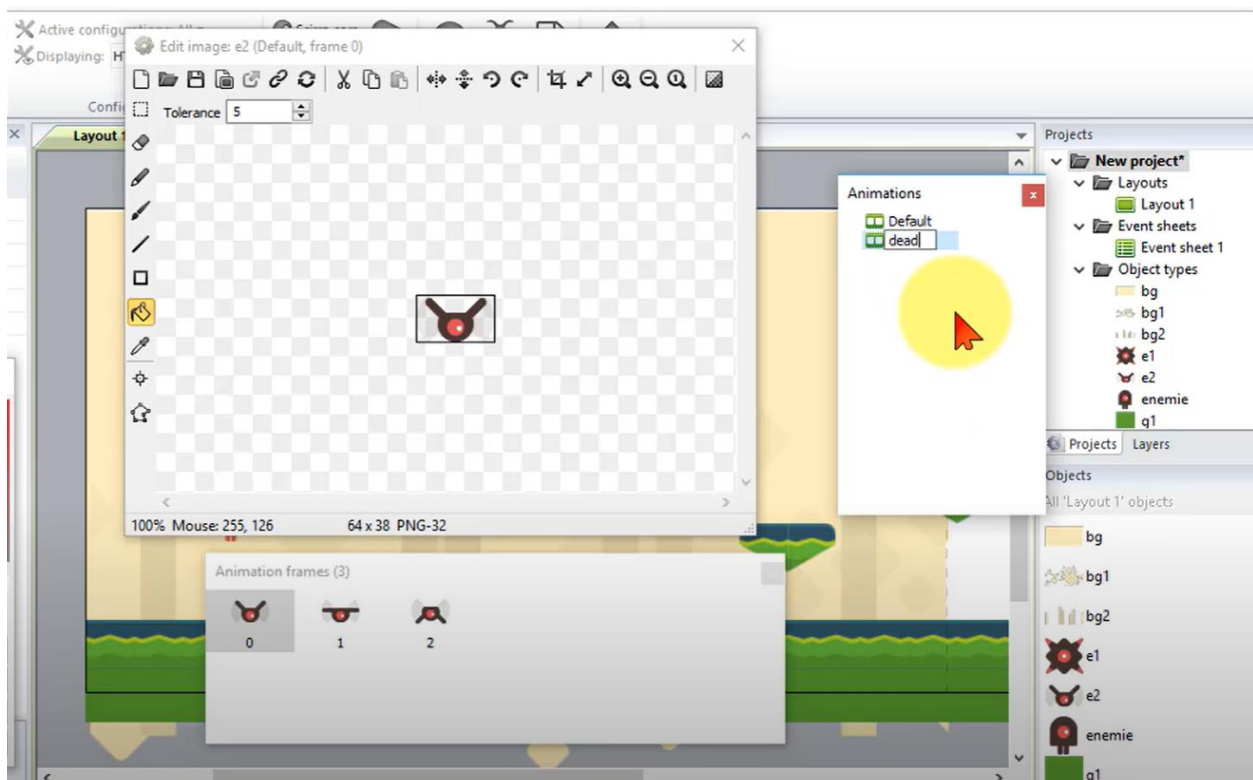 Active configu
Displaying: H
Confi
Edit image: e2 (Default, frame 0)
Tolerance 5
Layout 1
100% Mouse: 255, 126 64 x 38 PNG-32
Animation frames (3)
0 1 2
Animations
Default
dead
Projects
New project*
Layouts
Layout 1
Event sheets
Event sheet 1
Object types
bg
bg1
bg2
e1
e2
enemie
g1
Projects Layers
Objects
All 'Layout 1' objects
bg
bg1
bg2
e1
e2
enemie
g1